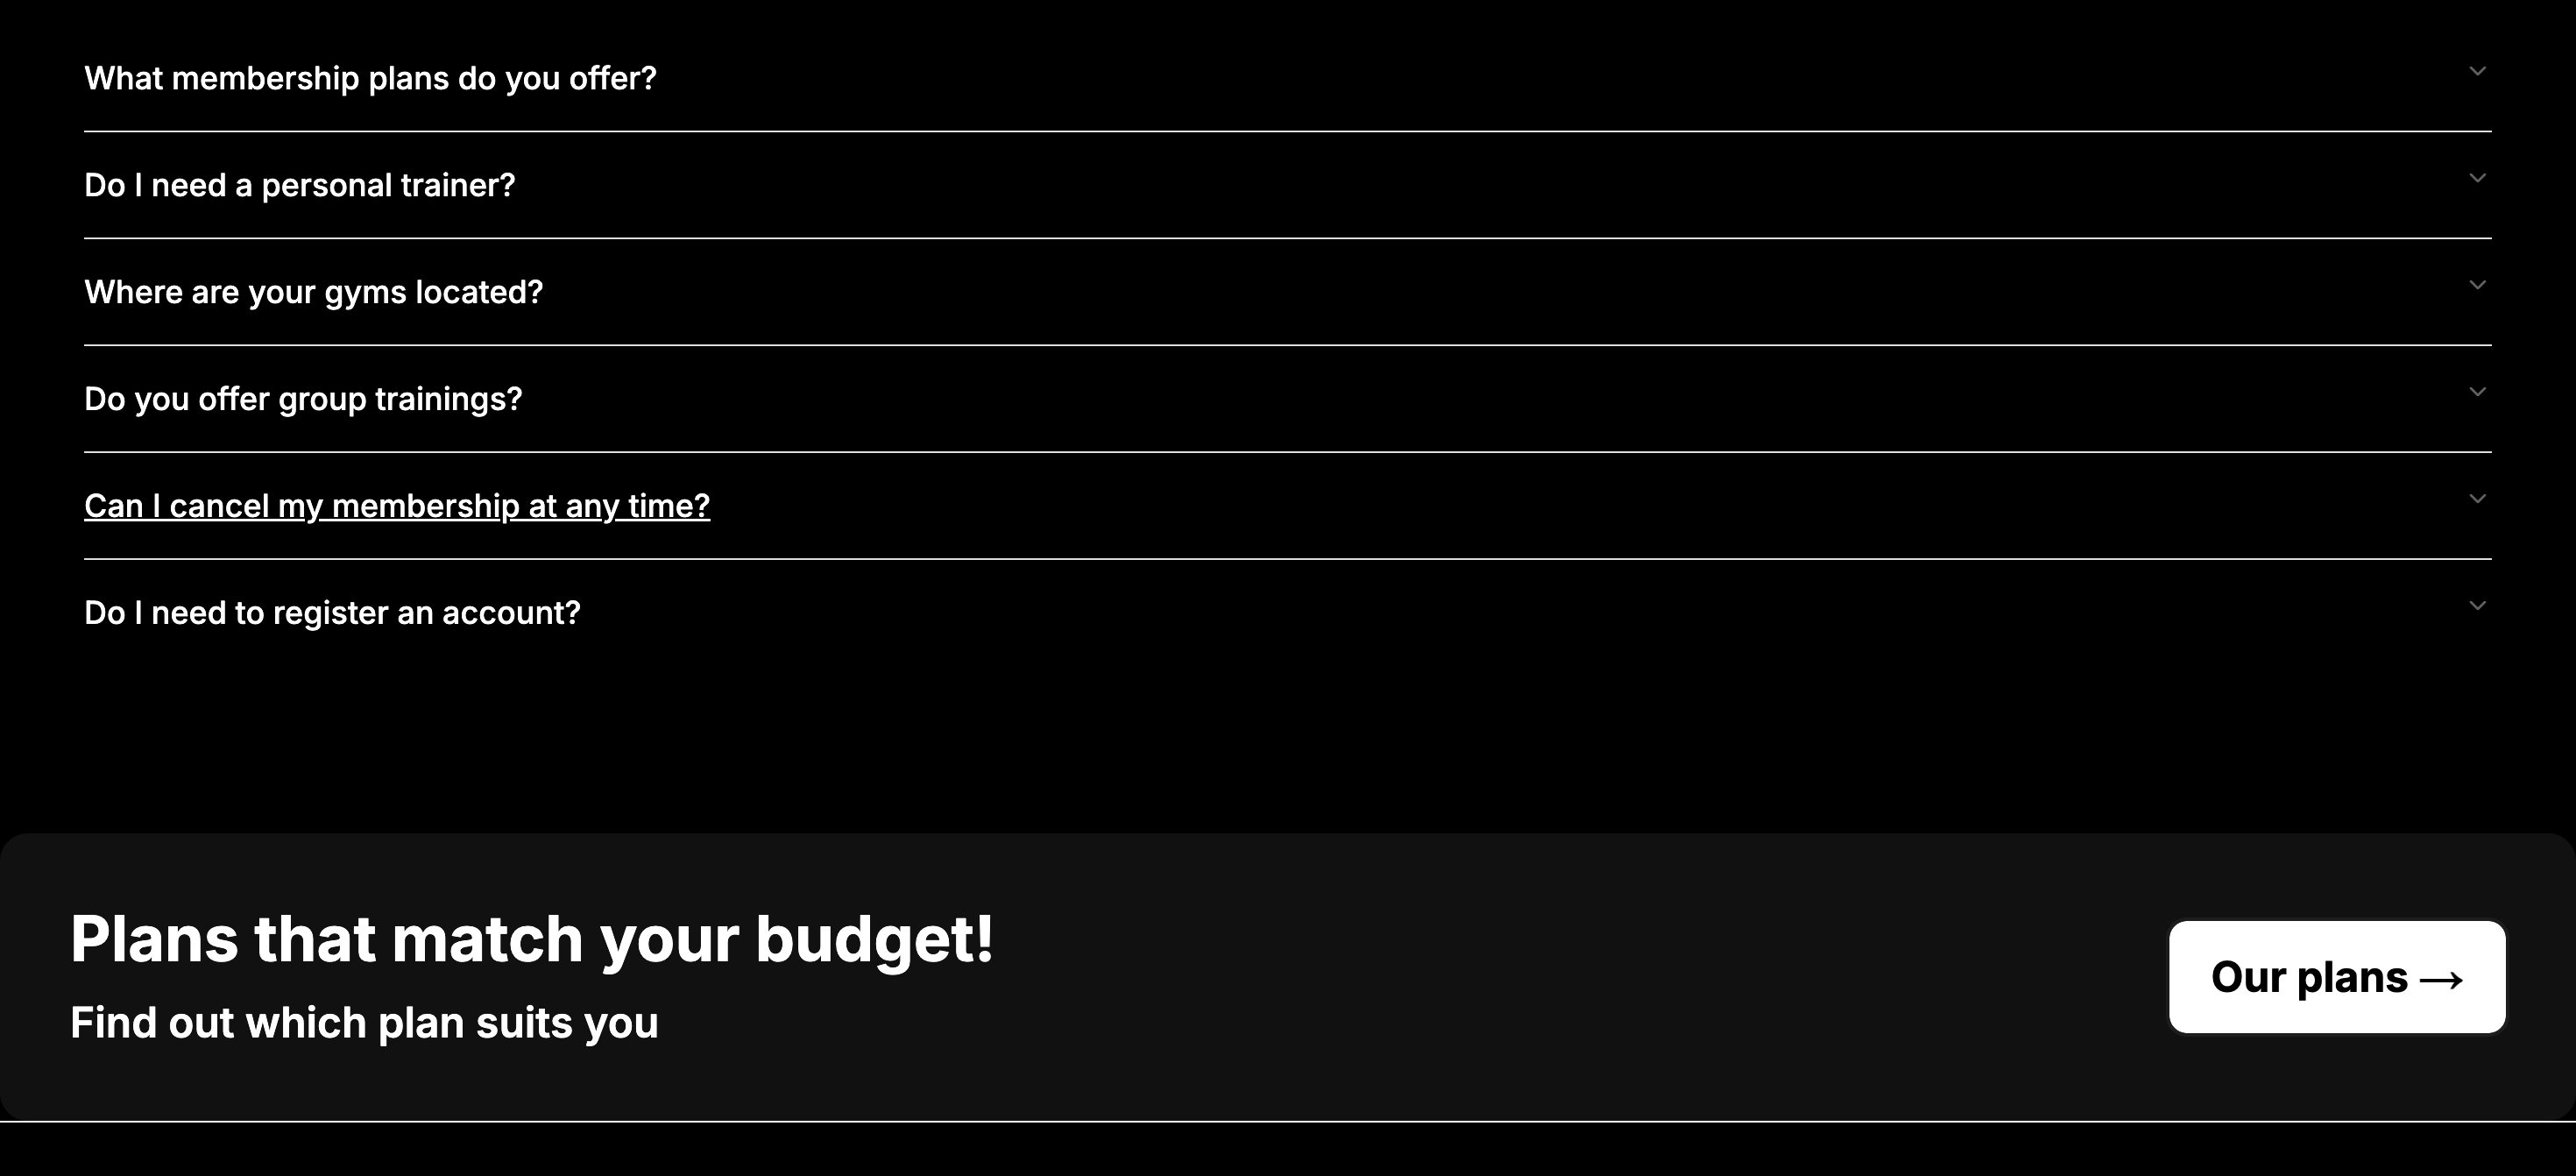 What membership plans do you offer?
Do I need a personal trainer?
Where are your gyms located?
Do you offer group trainings?
Can I cancel my membership at any time?
Do I need to register an account?
Plans that match your budget!
Find out which plan suits you
Our plans →